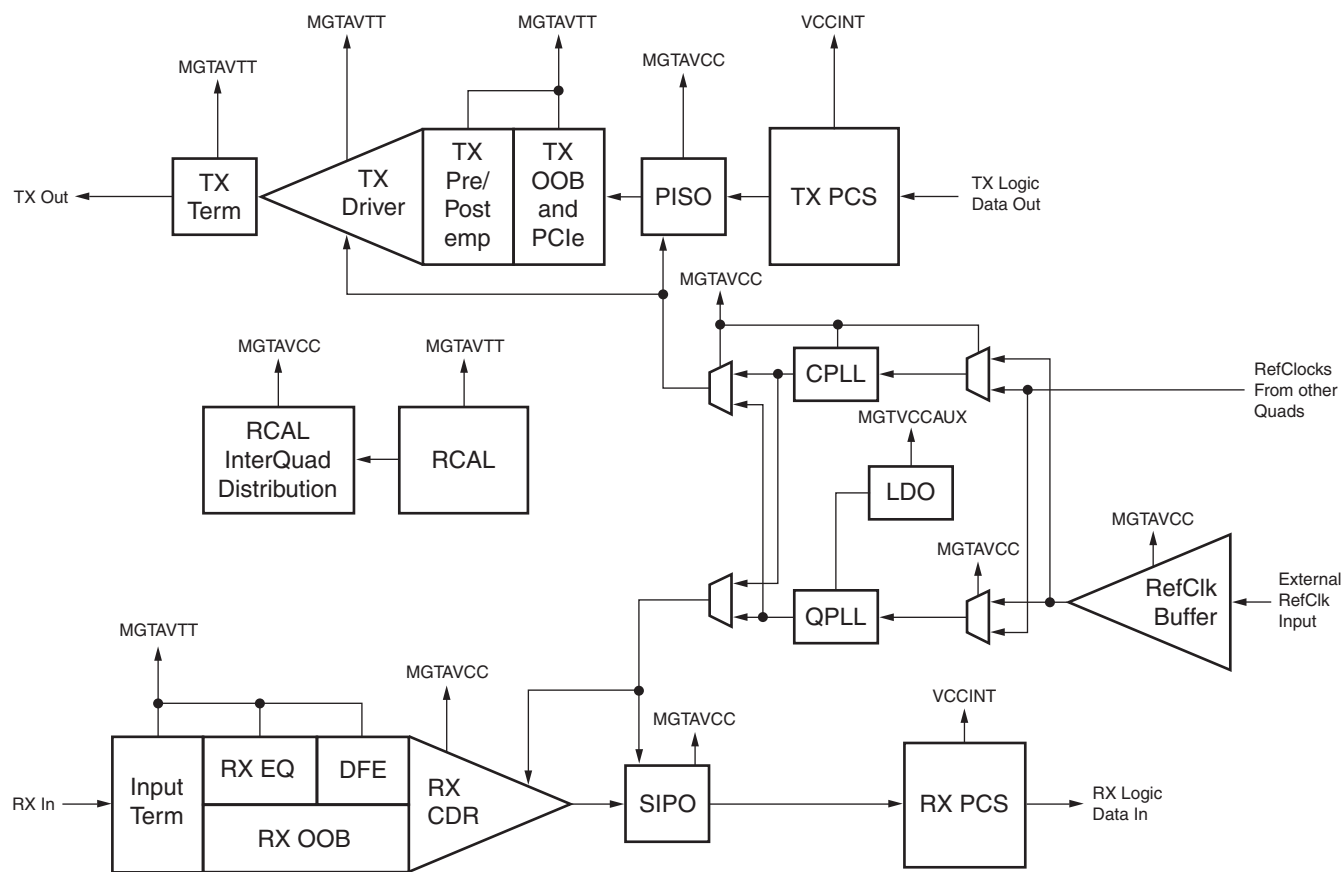 MGTAVTT
MGTAVTT
VCCINT
MGTAVTT
MGTAVCC
TX Out
TX
Term
TX
Driver
TX
Pre/
Post
emp
TX
OOB
and
PCIe
PISO
TX PCS
TX Logic
Data Out
MGTAVCC
MGTAVCC
MGTAVTT
CPLL
RefClocks
From other
Quads
RCAL
InterQuad
Distribution
RCAL
MGTVCCAUX
LDO
MGTAVCC
MGTAVCC
QPLL
RefClk
Buffer
External
RefClk
Input
MGTAVTT
MGTAVCC
MGTAVCC
VCCINT
RX In
Input
Term
RX EQ
DFE
RX OOB
RX
CDR
SIPO
RX PCS
RX Logic
Data In